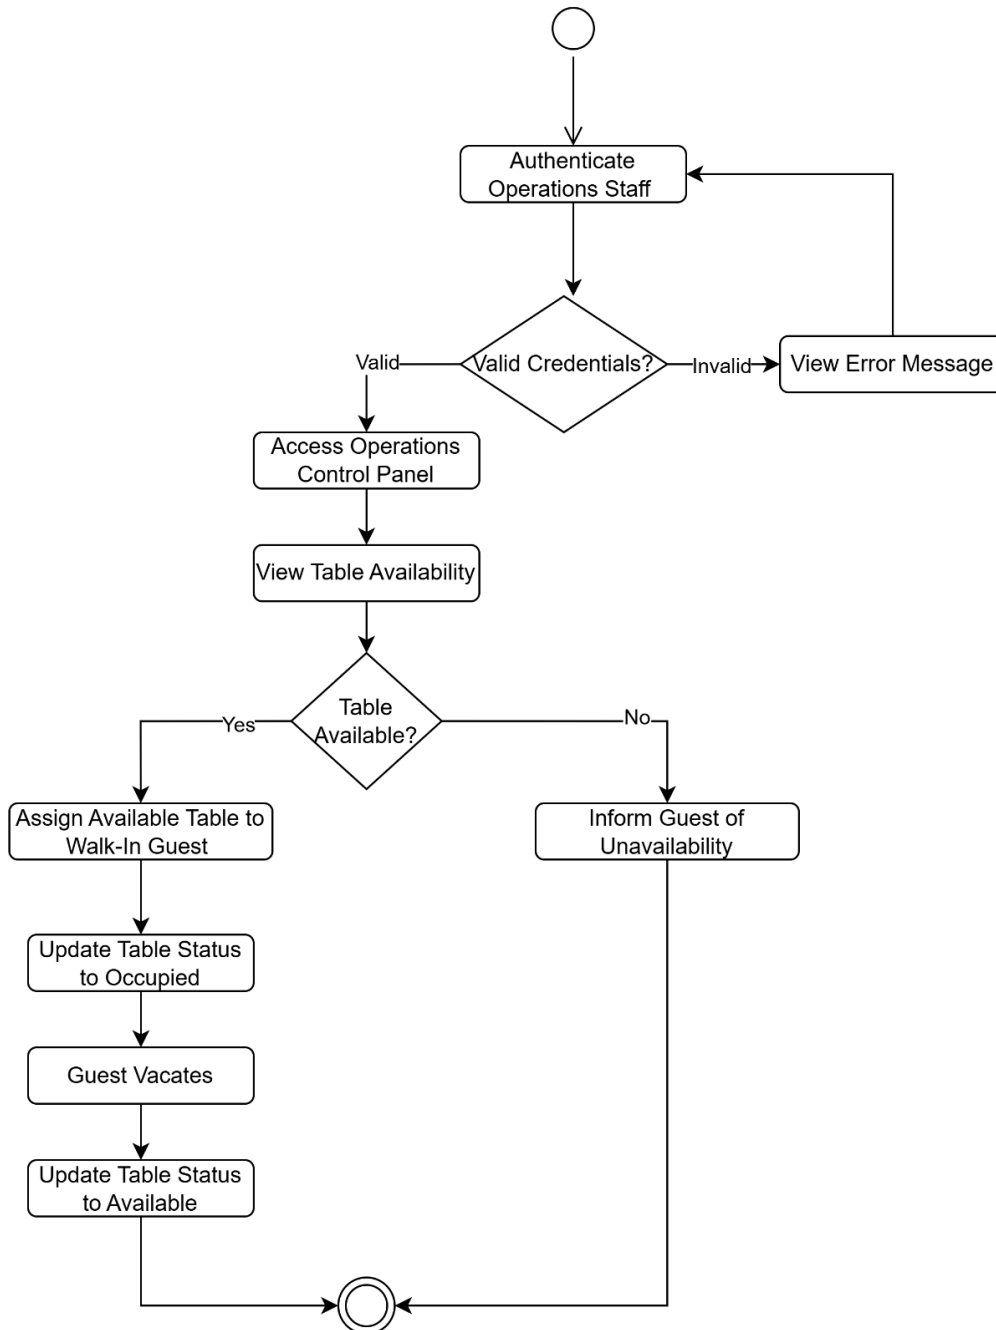 Authenticate
Operations Staff
Valid
Valid Credentials?
Invalid
View Error Message
Access Operations
Control Panel
View Table Availability
Table
Available?
Yes
No
Assign Available Table to
Walk-In Guest
Inform Guest of
Unavailability
Update Table Status
to Occupied
Guest Vacates
Update Table Status
to Available